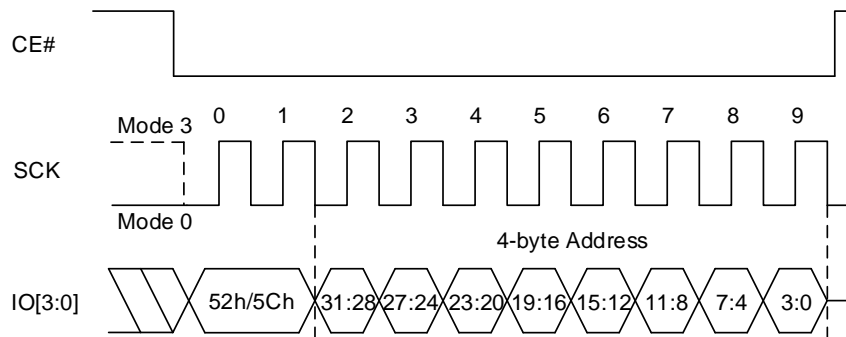 CE#
Mode 3
0 1 2 3 4 5 6 7 8 9
SCK
Mode 0
4-byte Address
IO[3:0]
52h/5Ch 31:28 27:24 23:20 19:16 15:12 11:8 7:4 3:0